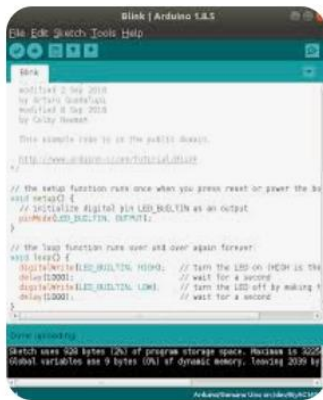 Blink | Arduino 1.8.5
File Edit Sketch Tools Help
Blink
modified 2 Sep 2016
by Arturo Guadalupi
modified 8 Sep 2016
by Colby Newman
This example code is in the public domain.
*/
// the setup function runs once when you press reset or power the bo
void setup() {
// initialize digital pin LED_BUILTIN as an output
pinMode(LED_BUILTIN, OUTPUT);
}
// the loop function runs over and over again forever
void loop() {
digitalWrite(LED_BUILTIN, HIGH); // turn the LED on (HIGH is the
delay(1000); // wait for a second
digitalWrite(LED_BUILTIN, LOW); // turn the LED off by making t
delay(1000); // wait for a second
}
Done uploading.
Sketch uses 928 bytes (2%) of program storage space. Maximum is 3225
Global variables use 9 bytes (0%) of dynamic memory, leaving 2039 by
Arduino/Genuino Uno on